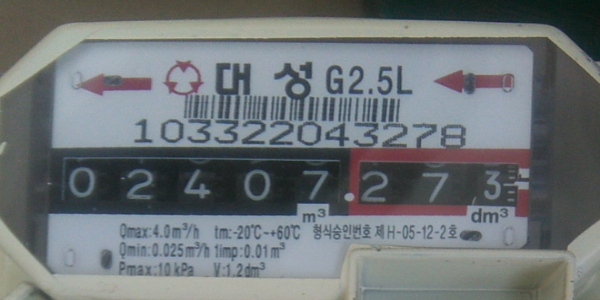 대성 G2.5L
103322043278
02407.273
m³ dm³
Qmax:4.0m³/h tm:-20℃~+60℃ 형식승인번호 제 H-05-12-2호
Qmin:0.025m³/h 1imp:0.01m³
Pmax:10kPa V:1.2dm³